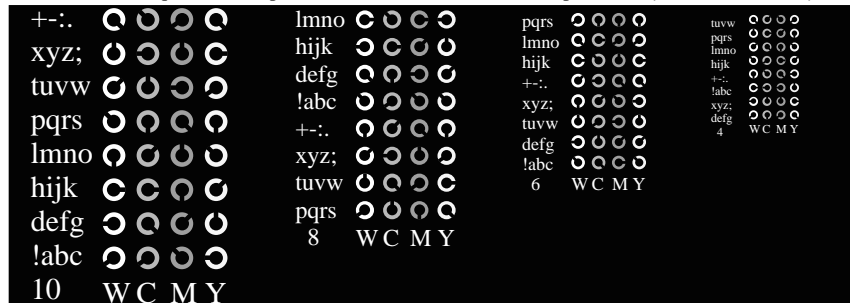 +-:.
xyz;
tuvw
pqrs
lmno
hijk
defg
!abc
10 W C M Y
lmno
hijk
defg
!abc
+-:.
xyz;
tuvw
pqrs
8 W C M Y
pqrs
lmno
hijk
+-:.
xyz;
tuvw
defg
!abc
6 W C M Y
tuvw
pqrs
lmno
hijk
+-:.
!abc
xyz;
defg
4 W C M Y